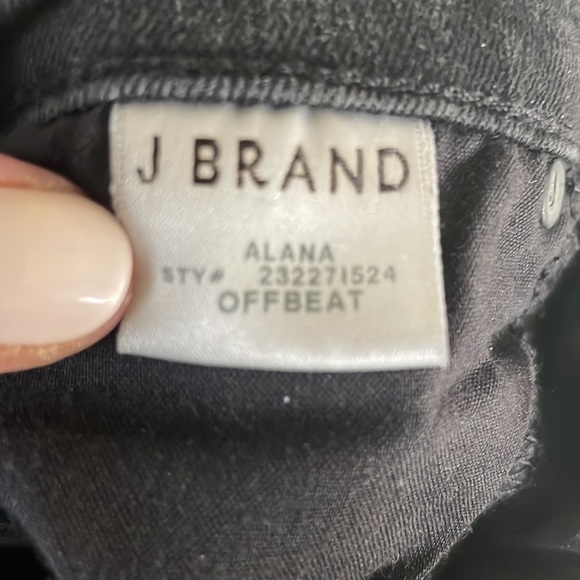 J BRAND
ALANA
STY# 232271524
OFFBEAT